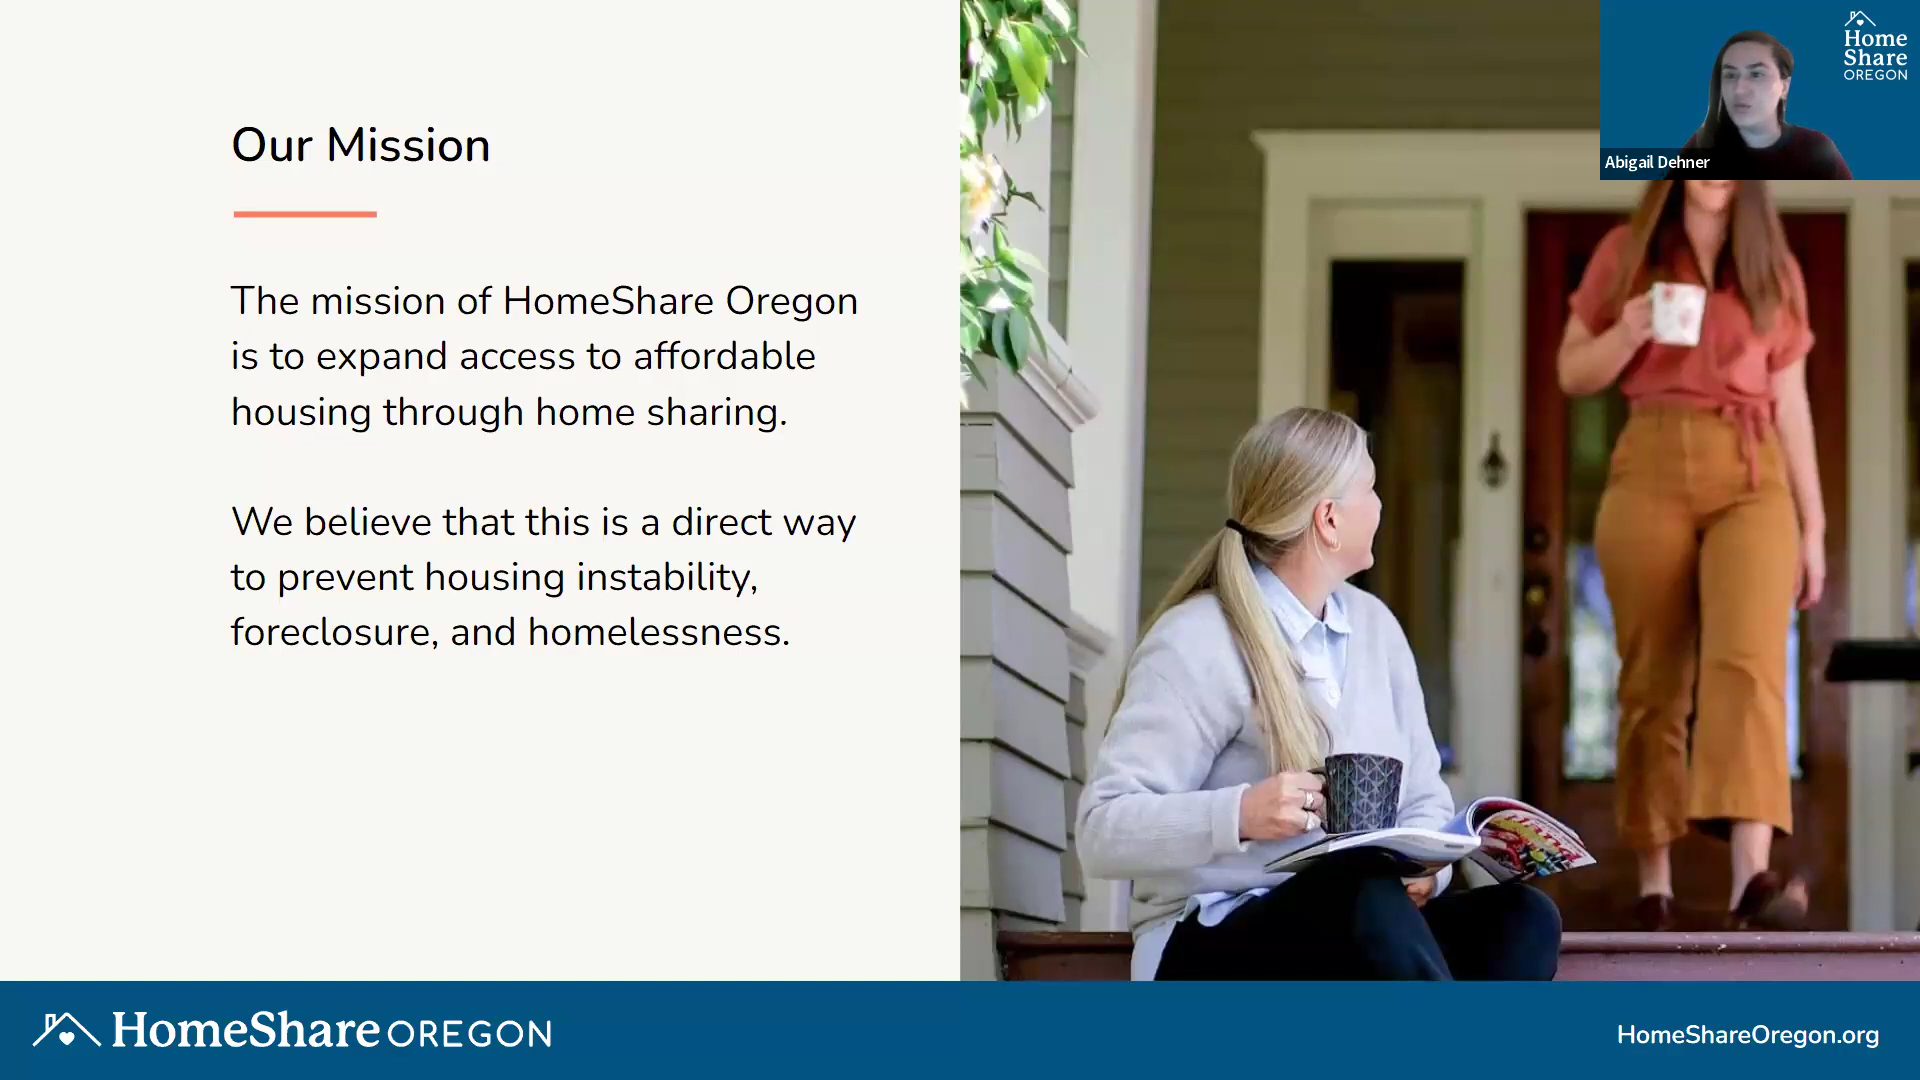 Our Mission
The mission of HomeShare Oregon
is to expand access to affordable
housing through home sharing.
We believe that this is a direct way
to prevent housing instability,
foreclosure, and homelessness.
Home
Share
OREGON
Abigail Dehner
HomeShare OREGON
HomeShareOregon.org